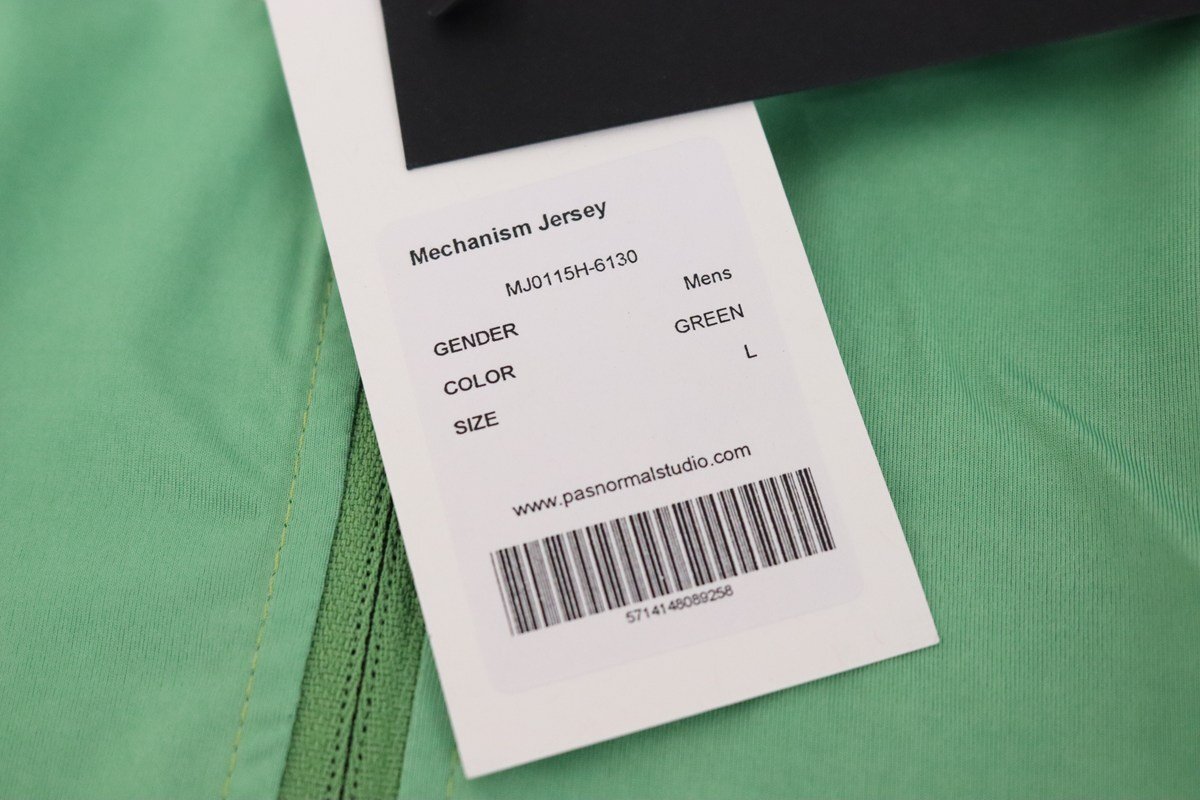 Mechanism Jersey
MJ0115H-6130
GENDER Mens
COLOR GREEN
SIZE L
www.pasnormalstudio.com
5714148089258